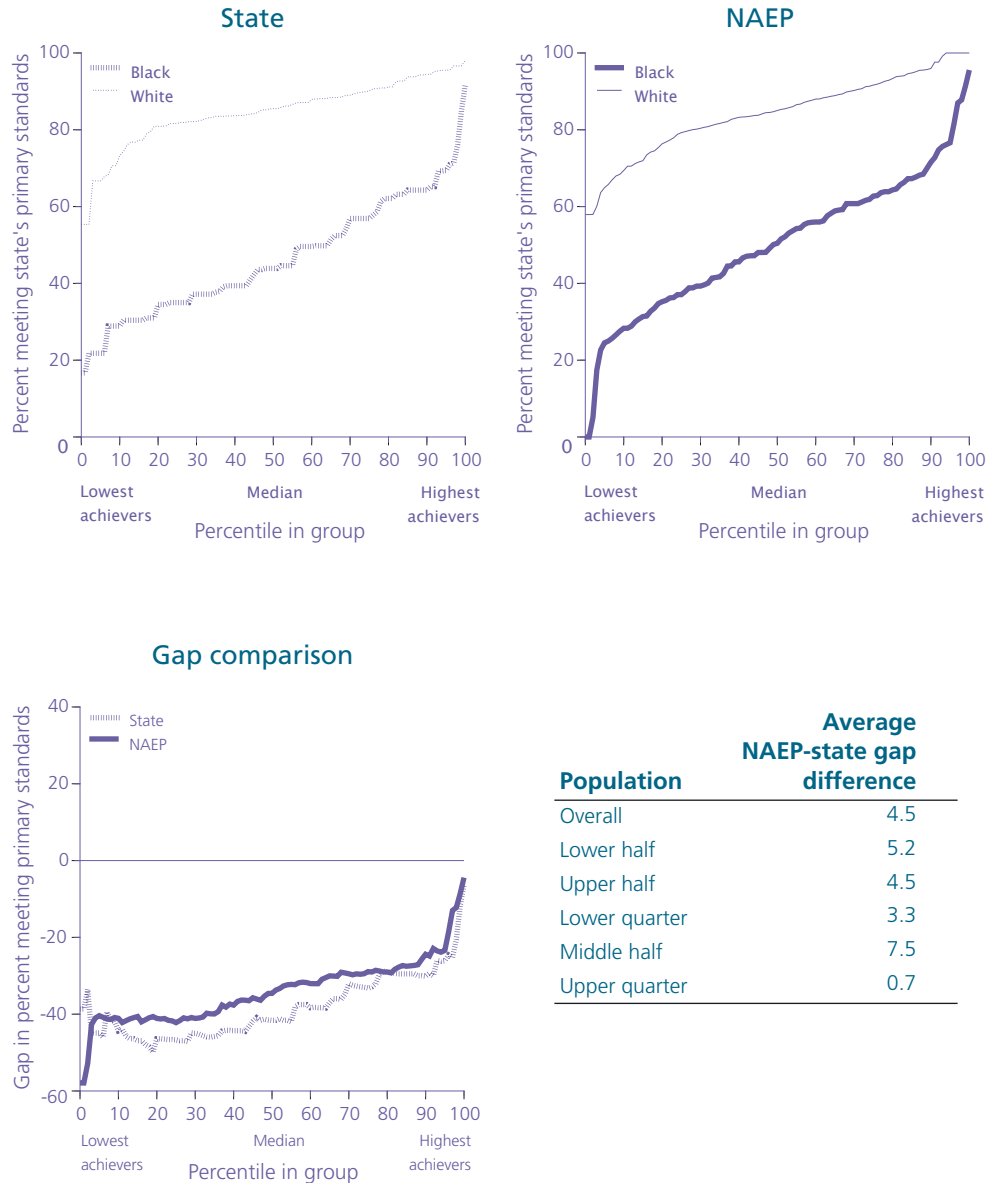 State
Percent meeting state's primary standards
100
80
60
40
20
0
Black
White
0 10 20 30 40 50 60 70 80 90 100
Lowest achievers
Median
Highest achievers
Percentile in group
NAEP
Percent meeting state's primary standards
100
80
60
40
20
0
Black
White
0 10 20 30 40 50 60 70 80 90 100
Lowest achievers
Median
Highest achievers
Percentile in group
Gap comparison
Gap in percent meeting primary standards
40
20
0
-20
-40
-60
State
NAEP
0 10 20 30 40 50 60 70 80 90 100
Lowest achievers
Median
Highest achievers
Percentile in group
Average
NAEP-state gap
Population difference
Overall 4.5
Lower half 5.2
Upper half 4.5
Lower quarter 3.3
Middle half 7.5
Upper quarter 0.7